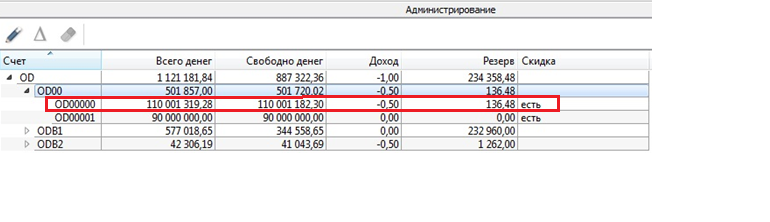 Администрирование
Счет Всего денег Свободно денег Доход Резерв Скидка
OD 1 121 181,84 887 322,36 -1,00 234 358,48
OD00 501 857,00 501 720,02 -0,50 136,48
OD00000 110 001 319,28 110 001 182,30 -0,50 136,48 есть
OD00001 90 000 000,00 90 000 000,00 0,00 0,00 есть
ODB1 577 018,65 344 558,65 0,00 232 960,00
ODB2 42 306,19 41 043,69 -0,50 1 262,00